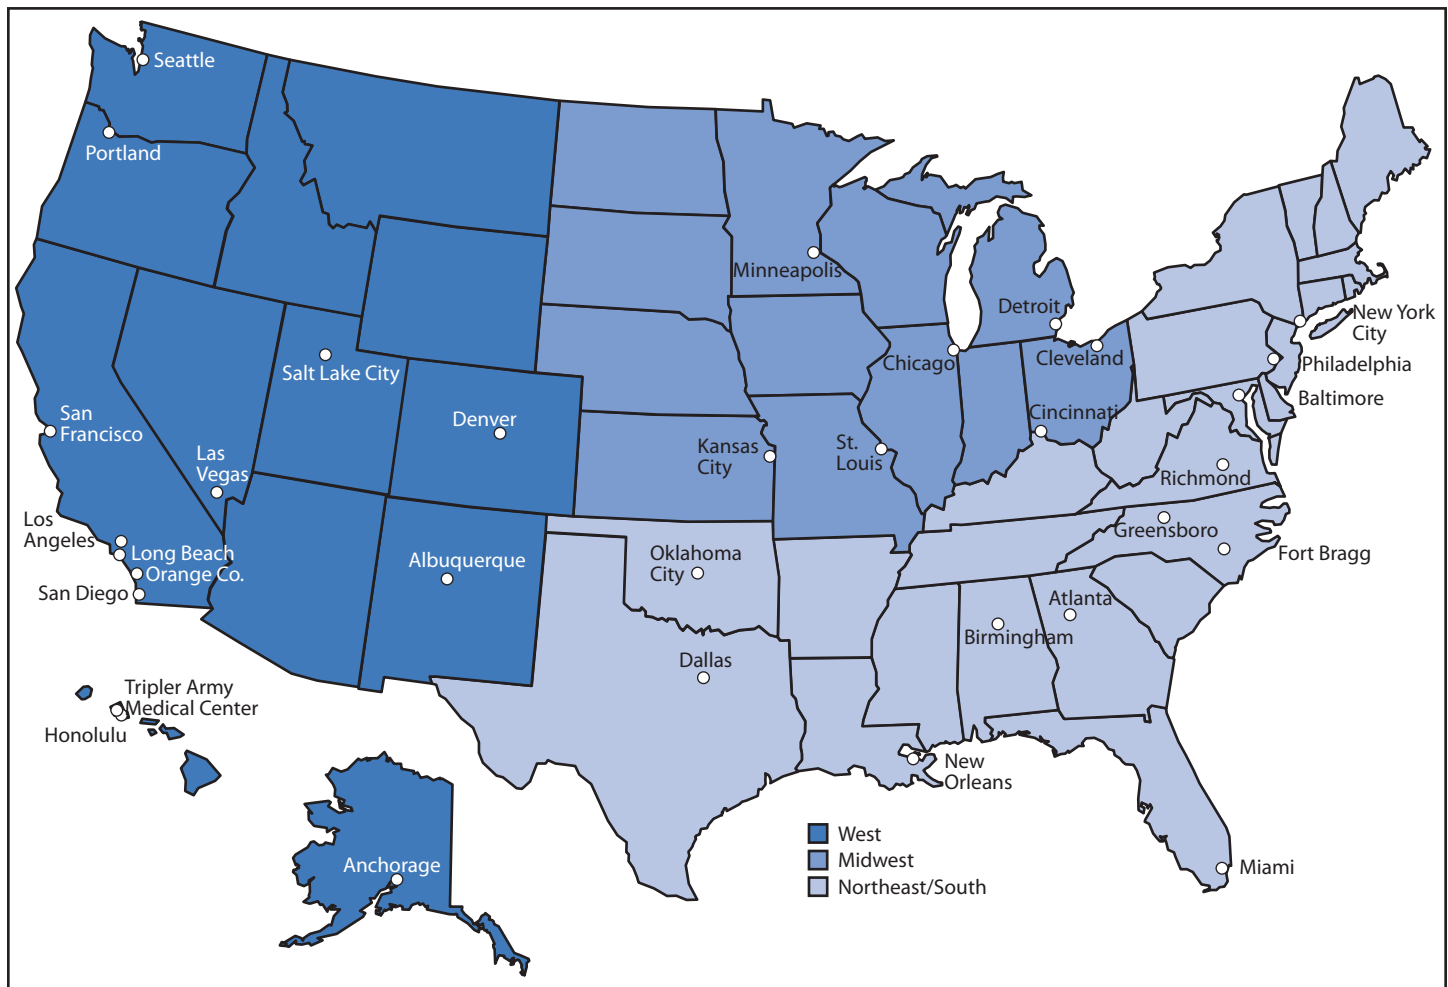 Seattle
Portland
Minneapolis
Detroit
New York
City
Cleveland
Chicago
Philadelphia
Salt Lake City
Baltimore
San
Francisco
Denver
Cincinnati
Kansas
City
St.
Louis
Las
Vegas
Richmond
Los
Angeles
Greensboro
Long Beach
Orange Co.
Albuquerque
Oklahoma
City
Fort Bragg
San Diego
Atlanta
Birmingham
Dallas
Tripler Army
Medical Center
Honolulu
New
Orleans
West
Midwest
Northeast/South
Anchorage
Miami